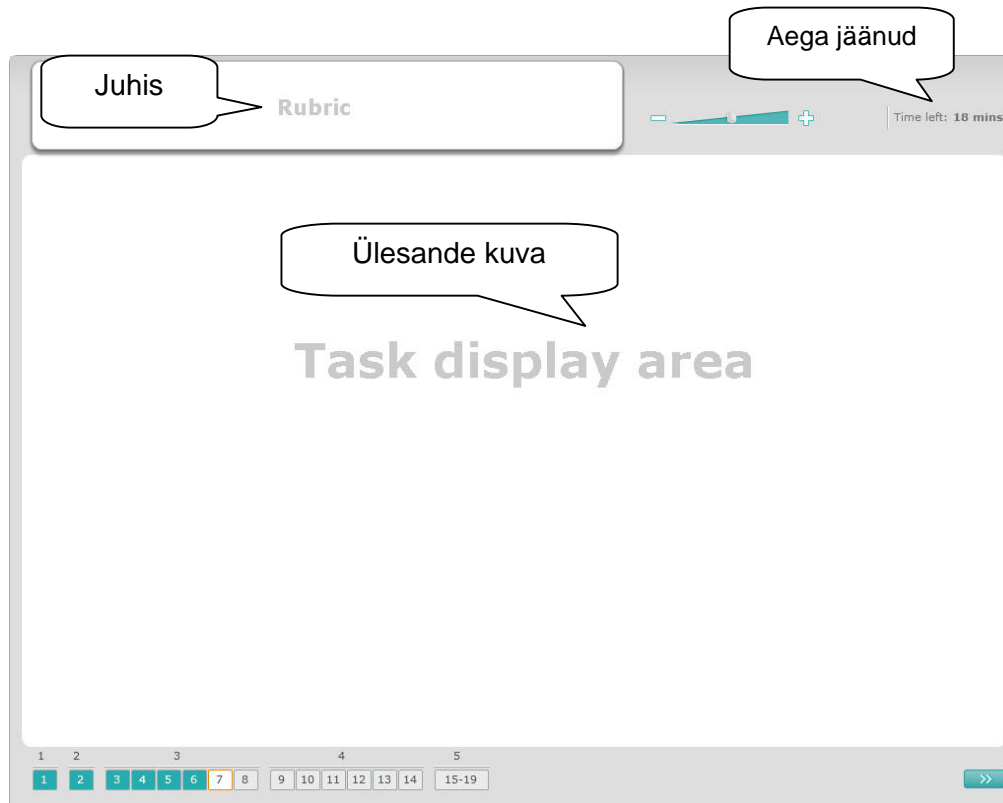 Aega jäänud
Juhis
Rubric
Time left: 18 mins
Ülesande kuva
Task display area
1 2 3 4 5
1 2 3 4 5 6 7 8 9 10 11 12 13 14 15-19
>>